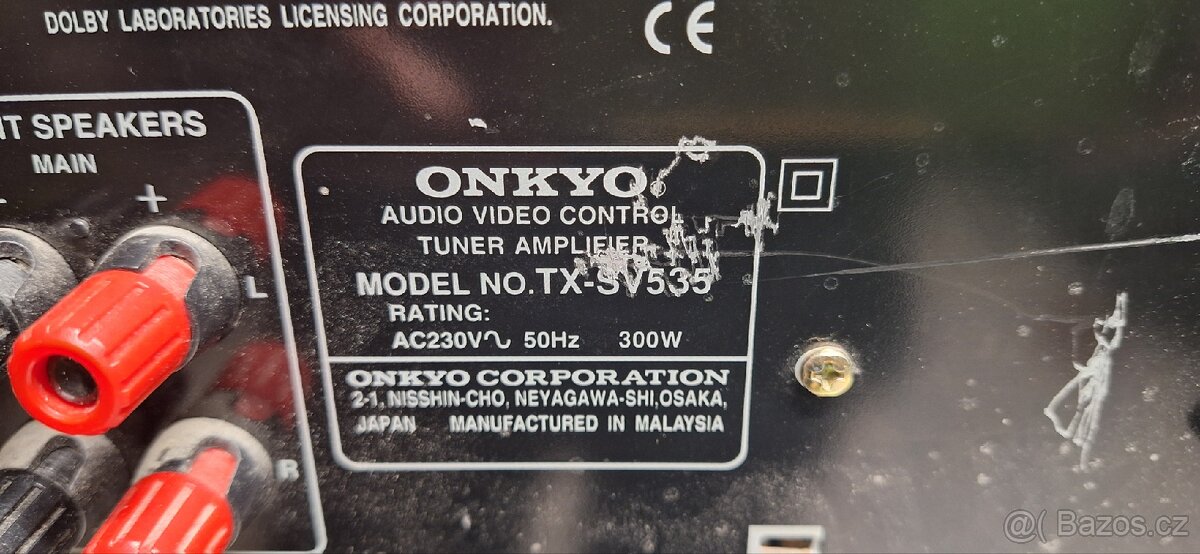 DOLBY LABORATORIES LICENSING CORPORATION.
CE
NT SPEAKERS
MAIN
+
L
R
ONKYO
AUDIO VIDEO CONTROL
TUNER AMPLIFIER
MODEL NO. TX-SV535
RATING:
AC230V∿ 50Hz 300W
ONKYO CORPORATION
2-1, NISSHIN-CHO, NEYAGAWA-SHI, OSAKA,
JAPAN MANUFACTURED IN MALAYSIA
@( Bazos.cz